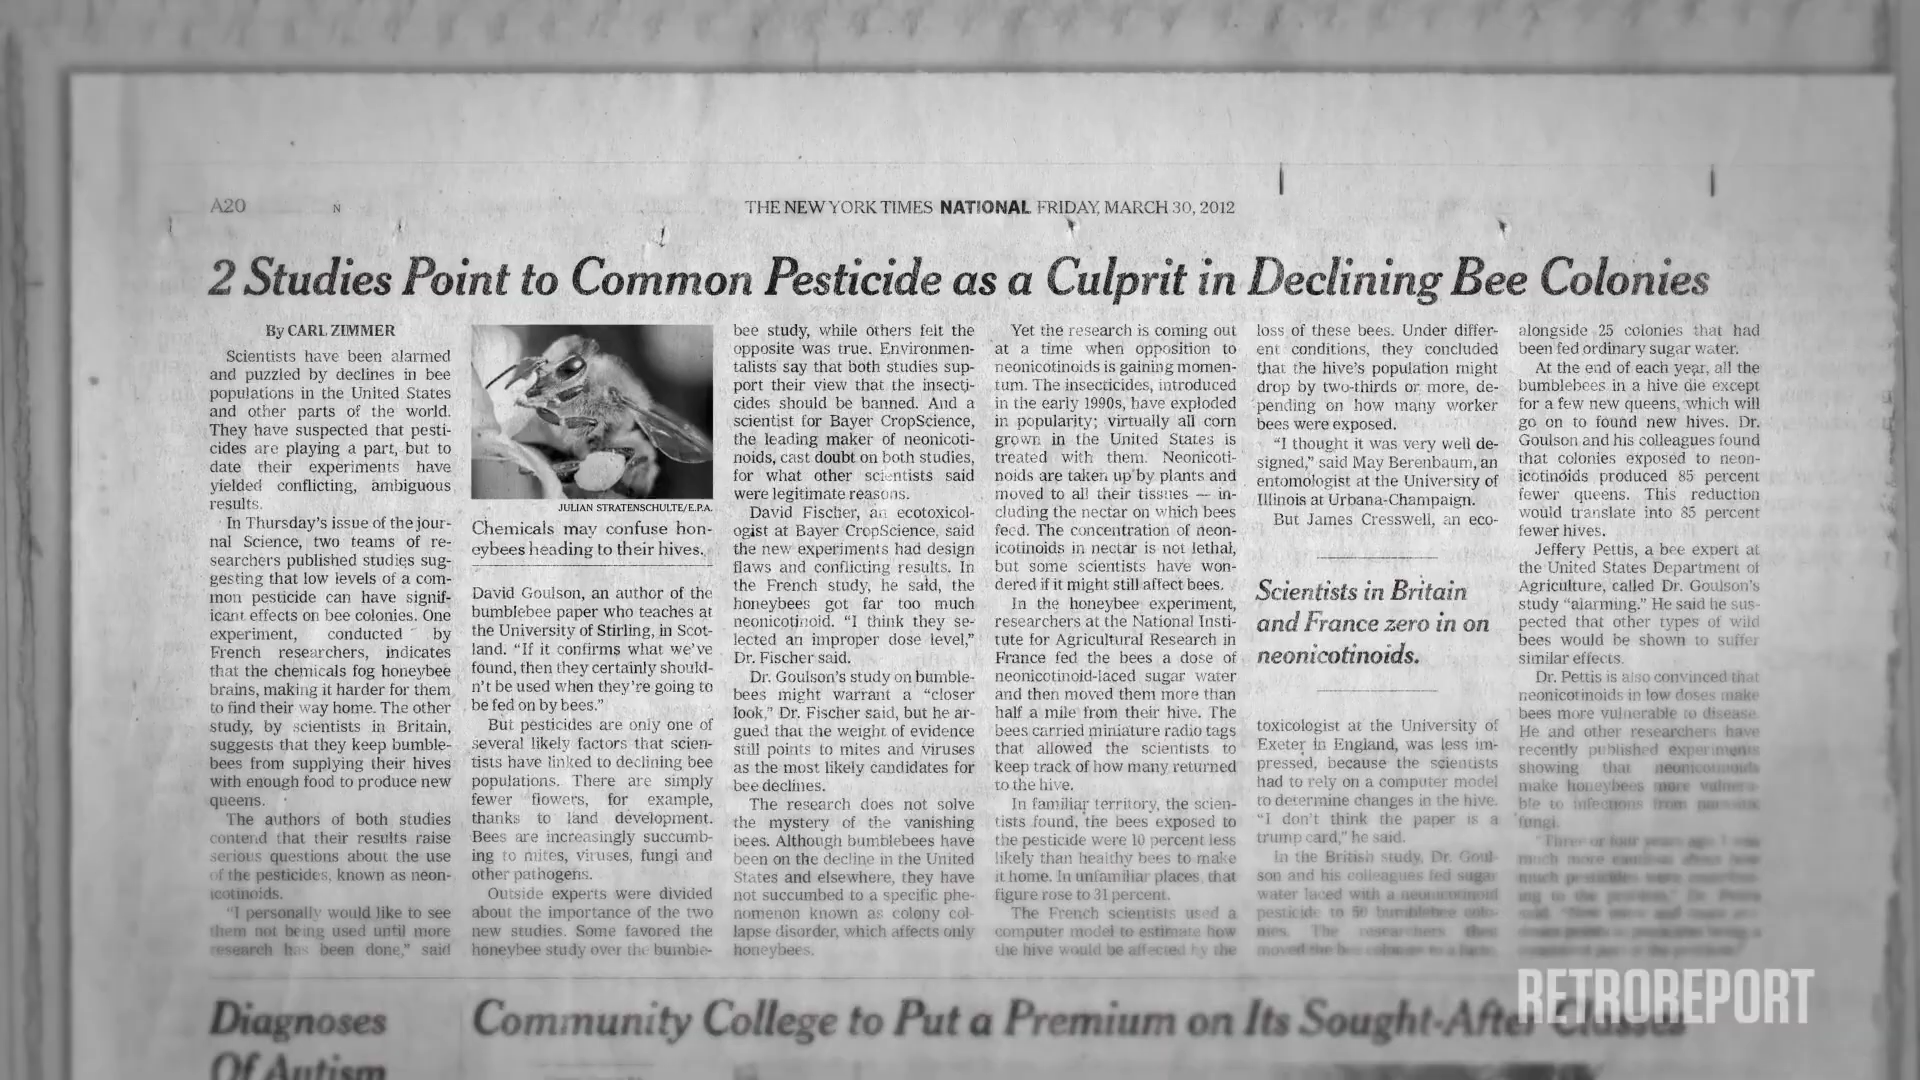 A20
N
THE NEW YORK TIMES NATIONAL FRIDAY, MARCH 30, 2012
2 Studies Point to Common Pesticide as a Culprit in Declining Bee Colonies
By CARL ZIMMER
Scientists have been alarmed
and puzzled by declines in bee
populations in the United States
and other parts of the world.
They have suspected that pesti-
cides are playing a part, but to
date their experiments have
yielded conflicting, ambiguous
results.
In Thursday's issue of the jour-
nal Science, two teams of re-
searchers published studies sug-
gesting that low levels of a com-
mon pesticide can have signif-
icant effects on bee colonies. One
experiment, conducted by
French researchers, indicates
that the chemicals fog honeybee
brains, making it harder for them
to find their way home. The other
study, by scientists in Britain,
suggests that they keep bumble-
bees from supplying their hives
with enough food to produce new
queens.
The authors of both studies
contend that their results raise
serious questions about the use
of the pesticides, known as neon-
icotinoids.
"I personally would like to see
them not being used until more
research has been done," said
JULIAN STRATENSCHULTE/E.P.A.
Chemicals may confuse hon-
eybees heading to their hives.
David Goulson, an author of the
bumblebee paper who teaches at
the University of Stirling, in Scot-
land. "If it confirms what we've
found, then they certainly should-
n't be used when they're going to
be fed on by bees."
But pesticides are only one of
several likely factors that scien-
tists have linked to declining bee
populations. There are simply
fewer flowers, for example,
thanks to land development.
Bees are increasingly succumb-
ing to mites, viruses, fungi and
other pathogens.
Outside experts were divided
about the importance of the two
new studies. Some favored the
honeybee study over the bumble-
bee study, while others felt the
opposite was true. Environmen-
talists say that both studies sup-
port their view that the insecti-
cides should be banned. And a
scientist for Bayer CropScience,
the leading maker of neonicoti-
noids, cast doubt on both studies,
for what other scientists said
were legitimate reasons.
David Fischer, an ecotoxicol-
ogist at Bayer CropScience, said
the new experiments had design
flaws and conflicting results. In
the French study, he said, the
honeybees got far too much
neonicotinoid. "I think they se-
lected an improper dose level,"
Dr. Fischer said.
Dr. Goulson's study on bumble-
bees might warrant a "closer
look," Dr. Fischer said, but he ar-
gued that the weight of evidence
still points to mites and viruses
as the most likely candidates for
bee declines.
The research does not solve
the mystery of the vanishing
bees. Although bumblebees have
been on the decline in the United
States and elsewhere, they have
not succumbed to a specific phe-
nomenon known as colony col-
lapse disorder, which affects only
honeybees.
Yet the research is coming out
at a time when opposition to
neonicotinoids is gaining momen-
tum. The insecticides, introduced
in the early 1990s, have exploded
in popularity; virtually all corn
grown in the United States is
treated with them. Neonicoti-
noids are taken up by plants and
moved to all their tissues — in-
cluding the nectar on which bees
feed. The concentration of neon-
icotinoids in nectar is not lethal,
but some scientists have won-
dered if it might still affect bees.
In the honeybee experiment,
researchers at the National Insti-
tute for Agricultural Research in
France fed the bees a dose of
neonicotinoid-laced sugar water
and then moved them more than
half a mile from their hive. The
bees carried miniature radio tags
that allowed the scientists to
keep track of how many returned
to the hive.
In familiar territory, the scien-
tists found, the bees exposed to
the pesticide were 10 percent less
likely than healthy bees to make
it home. In unfamiliar places, that
figure rose to 31 percent.
The French scientists used a
computer model to estimate how
the hive would be affected by the
loss of these bees. Under differ-
ent conditions, they concluded
that the hive's population might
drop by two-thirds or more, de-
pending on how many worker
bees were exposed.
"I thought it was very well de-
signed," said May Berenbaum, an
entomologist at the University of
Illinois at Urbana-Champaign.
But James Cresswell, an eco-
Scientists in Britain
and France zero in on
neonicotinoids.
toxicologist at the University of
Exeter in England, was less im-
pressed, because the scientists
had to rely on a computer model
to determine changes in the hive.
"I don't think the paper is a
trump card," he said.
In the British study, Dr. Goul-
son and his colleagues fed sugar
water laced with a neonicotinoid
pesticide to 50 bumblebee colo-
nies. The researchers then
moved the bee colonies to a farm,
alongside 25 colonies that had
been fed ordinary sugar water.
At the end of each year, all the
bumblebees in a hive die except
for a few new queens, which will
go on to found new hives. Dr.
Goulson and his colleagues found
that colonies exposed to neon-
icotinoids produced 85 percent
fewer queens. This reduction
would translate into 85 percent
fewer hives.
Jeffery Pettis, a bee expert at
the United States Department of
Agriculture, called Dr. Goulson's
study "alarming." He said he sus-
pected that other types of wild
bees would be shown to suffer
similar effects.
Dr. Pettis is also convinced that
neonicotinoids in low doses make
bees more vulnerable to disease.
He and other researchers have
recently published experiments
showing that neonicotinoids
make honeybees more vulnera-
ble to infections from parasitic
fungi.
"Three or four years ago, I was
much more cautious about how
much pesticides were
Diagnoses
Of Autism
Community College to Put a Premium on Its Sought-After Classes
RETROREPORT